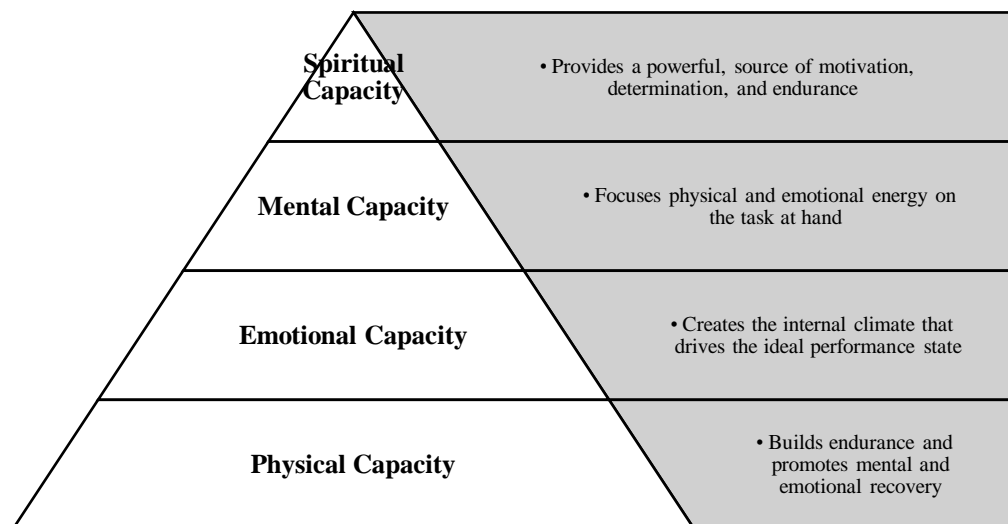 Spiritual
Capacity
• Provides a powerful, source of motivation,
determination, and endurance
Mental Capacity
• Focuses physical and emotional energy on
the task at hand
Emotional Capacity
• Creates the internal climate that
drives the ideal performance state
Physical Capacity
• Builds endurance and
promotes mental and
emotional recovery